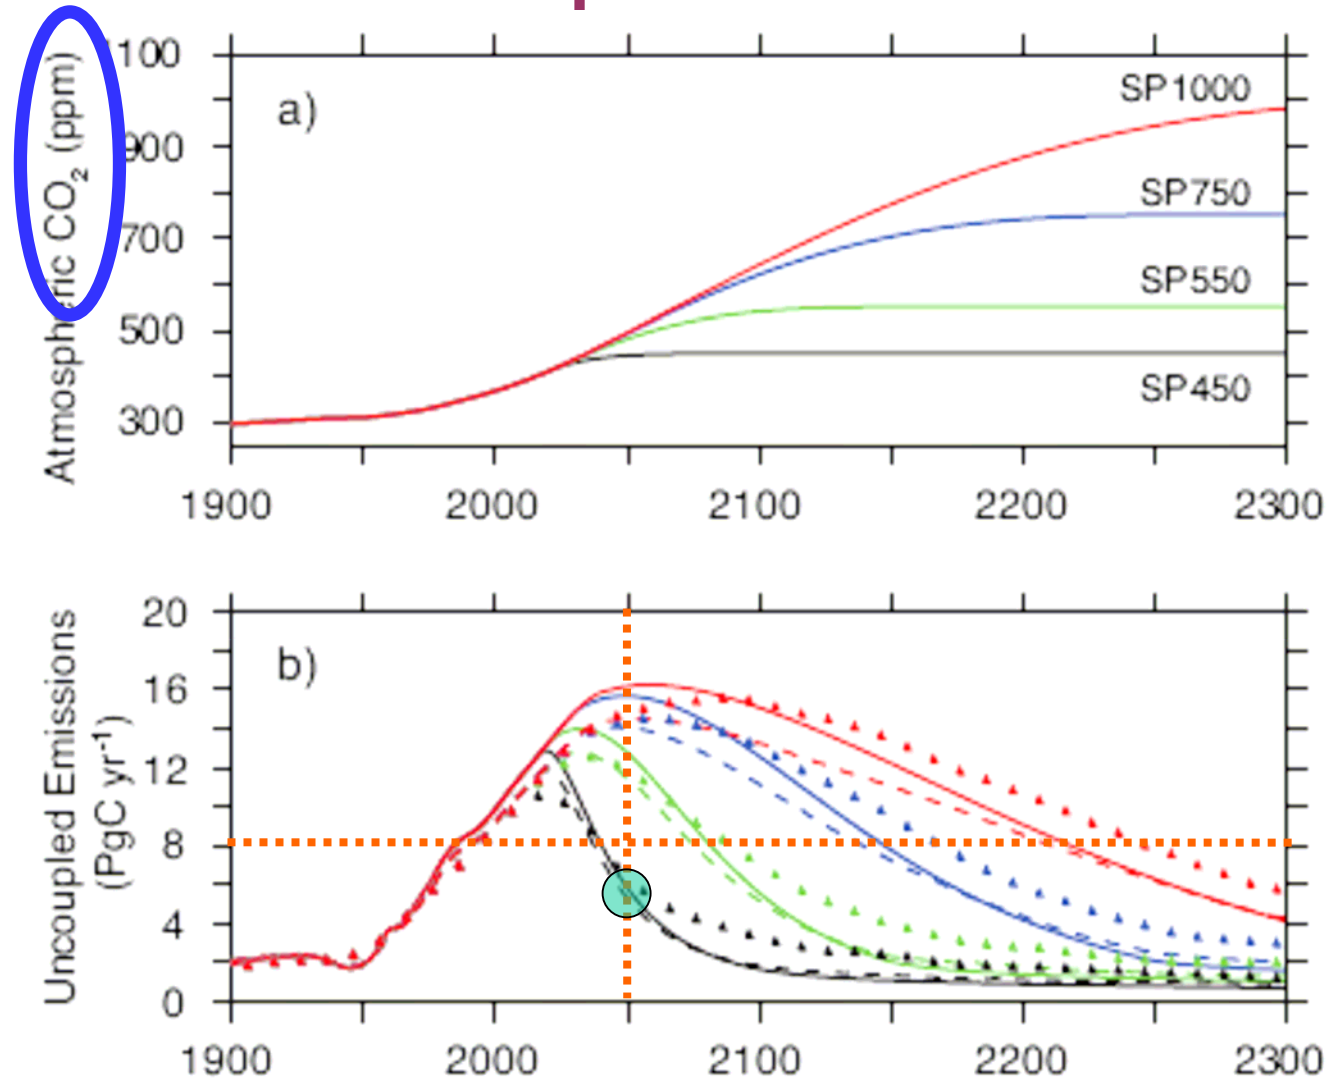 Atmospheric CO₂ (ppm)
1100
900
700
500
300
a)
SP1000
SP750
SP550
SP450
1900 2000 2100 2200 2300
Uncoupled Emissions
(PgC yr⁻¹)
20
16
12
8
4
0
b)
1900 2000 2100 2200 2300